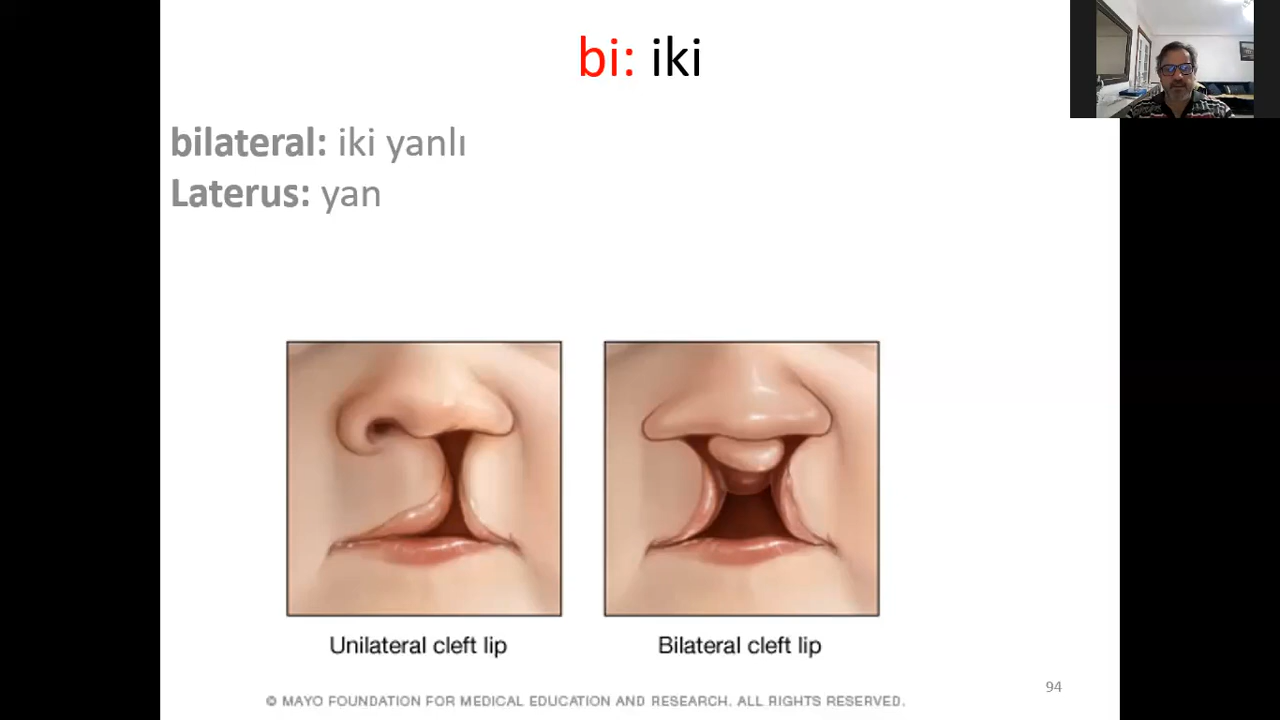 bi: iki
bilateral: iki yanlı
Laterus: yan
Unilateral cleft lip
Bilateral cleft lip
© MAYO FOUNDATION FOR MEDICAL EDUCATION AND RESEARCH. ALL RIGHTS RESERVED.
94